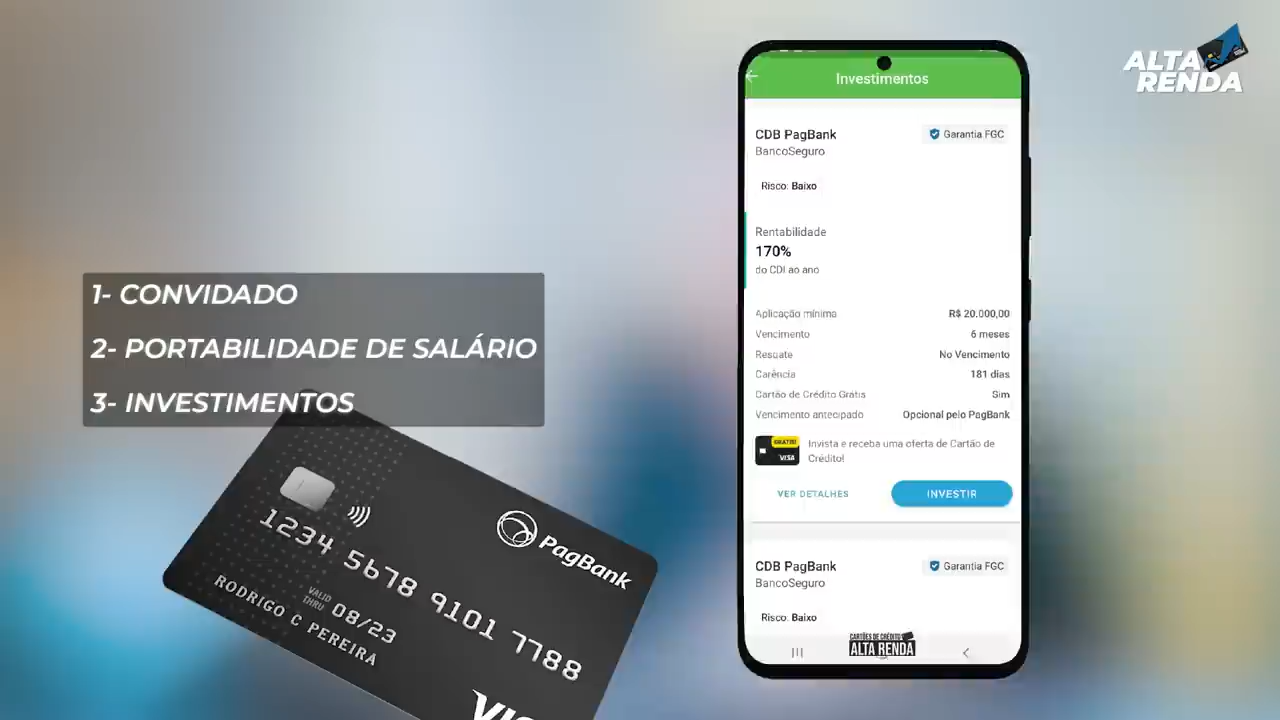 ALTA
RENDA
1- CONVIDADO
2- PORTABILIDADE DE SALÁRIO
3- INVESTIMENTOS
PagBank
1234 5678 9101 7788
VALID
THRU 08/23
RODRIGO C PEREIRA
Investimentos
CDB PagBank
Garantia FGC
BancoSeguro
Risco: Baixo
Rentabilidade
170%
do CDI ao ano
Aplicação mínima R$ 20.000,00
Vencimento 6 meses
Resgate No Vencimento
Carência 181 dias
Cartão de Crédito Grátis Sim
Vencimento antecipado Opcional pelo PagBank
GRÁTIS!
VISA
Invista e receba uma oferta de Cartão de
Crédito!
VER DETALHES
INVESTIR
CDB PagBank
Garantia FGC
BancoSeguro
Risco: Baixo
CARTÕES DE CRÉDITO
ALTA RENDA